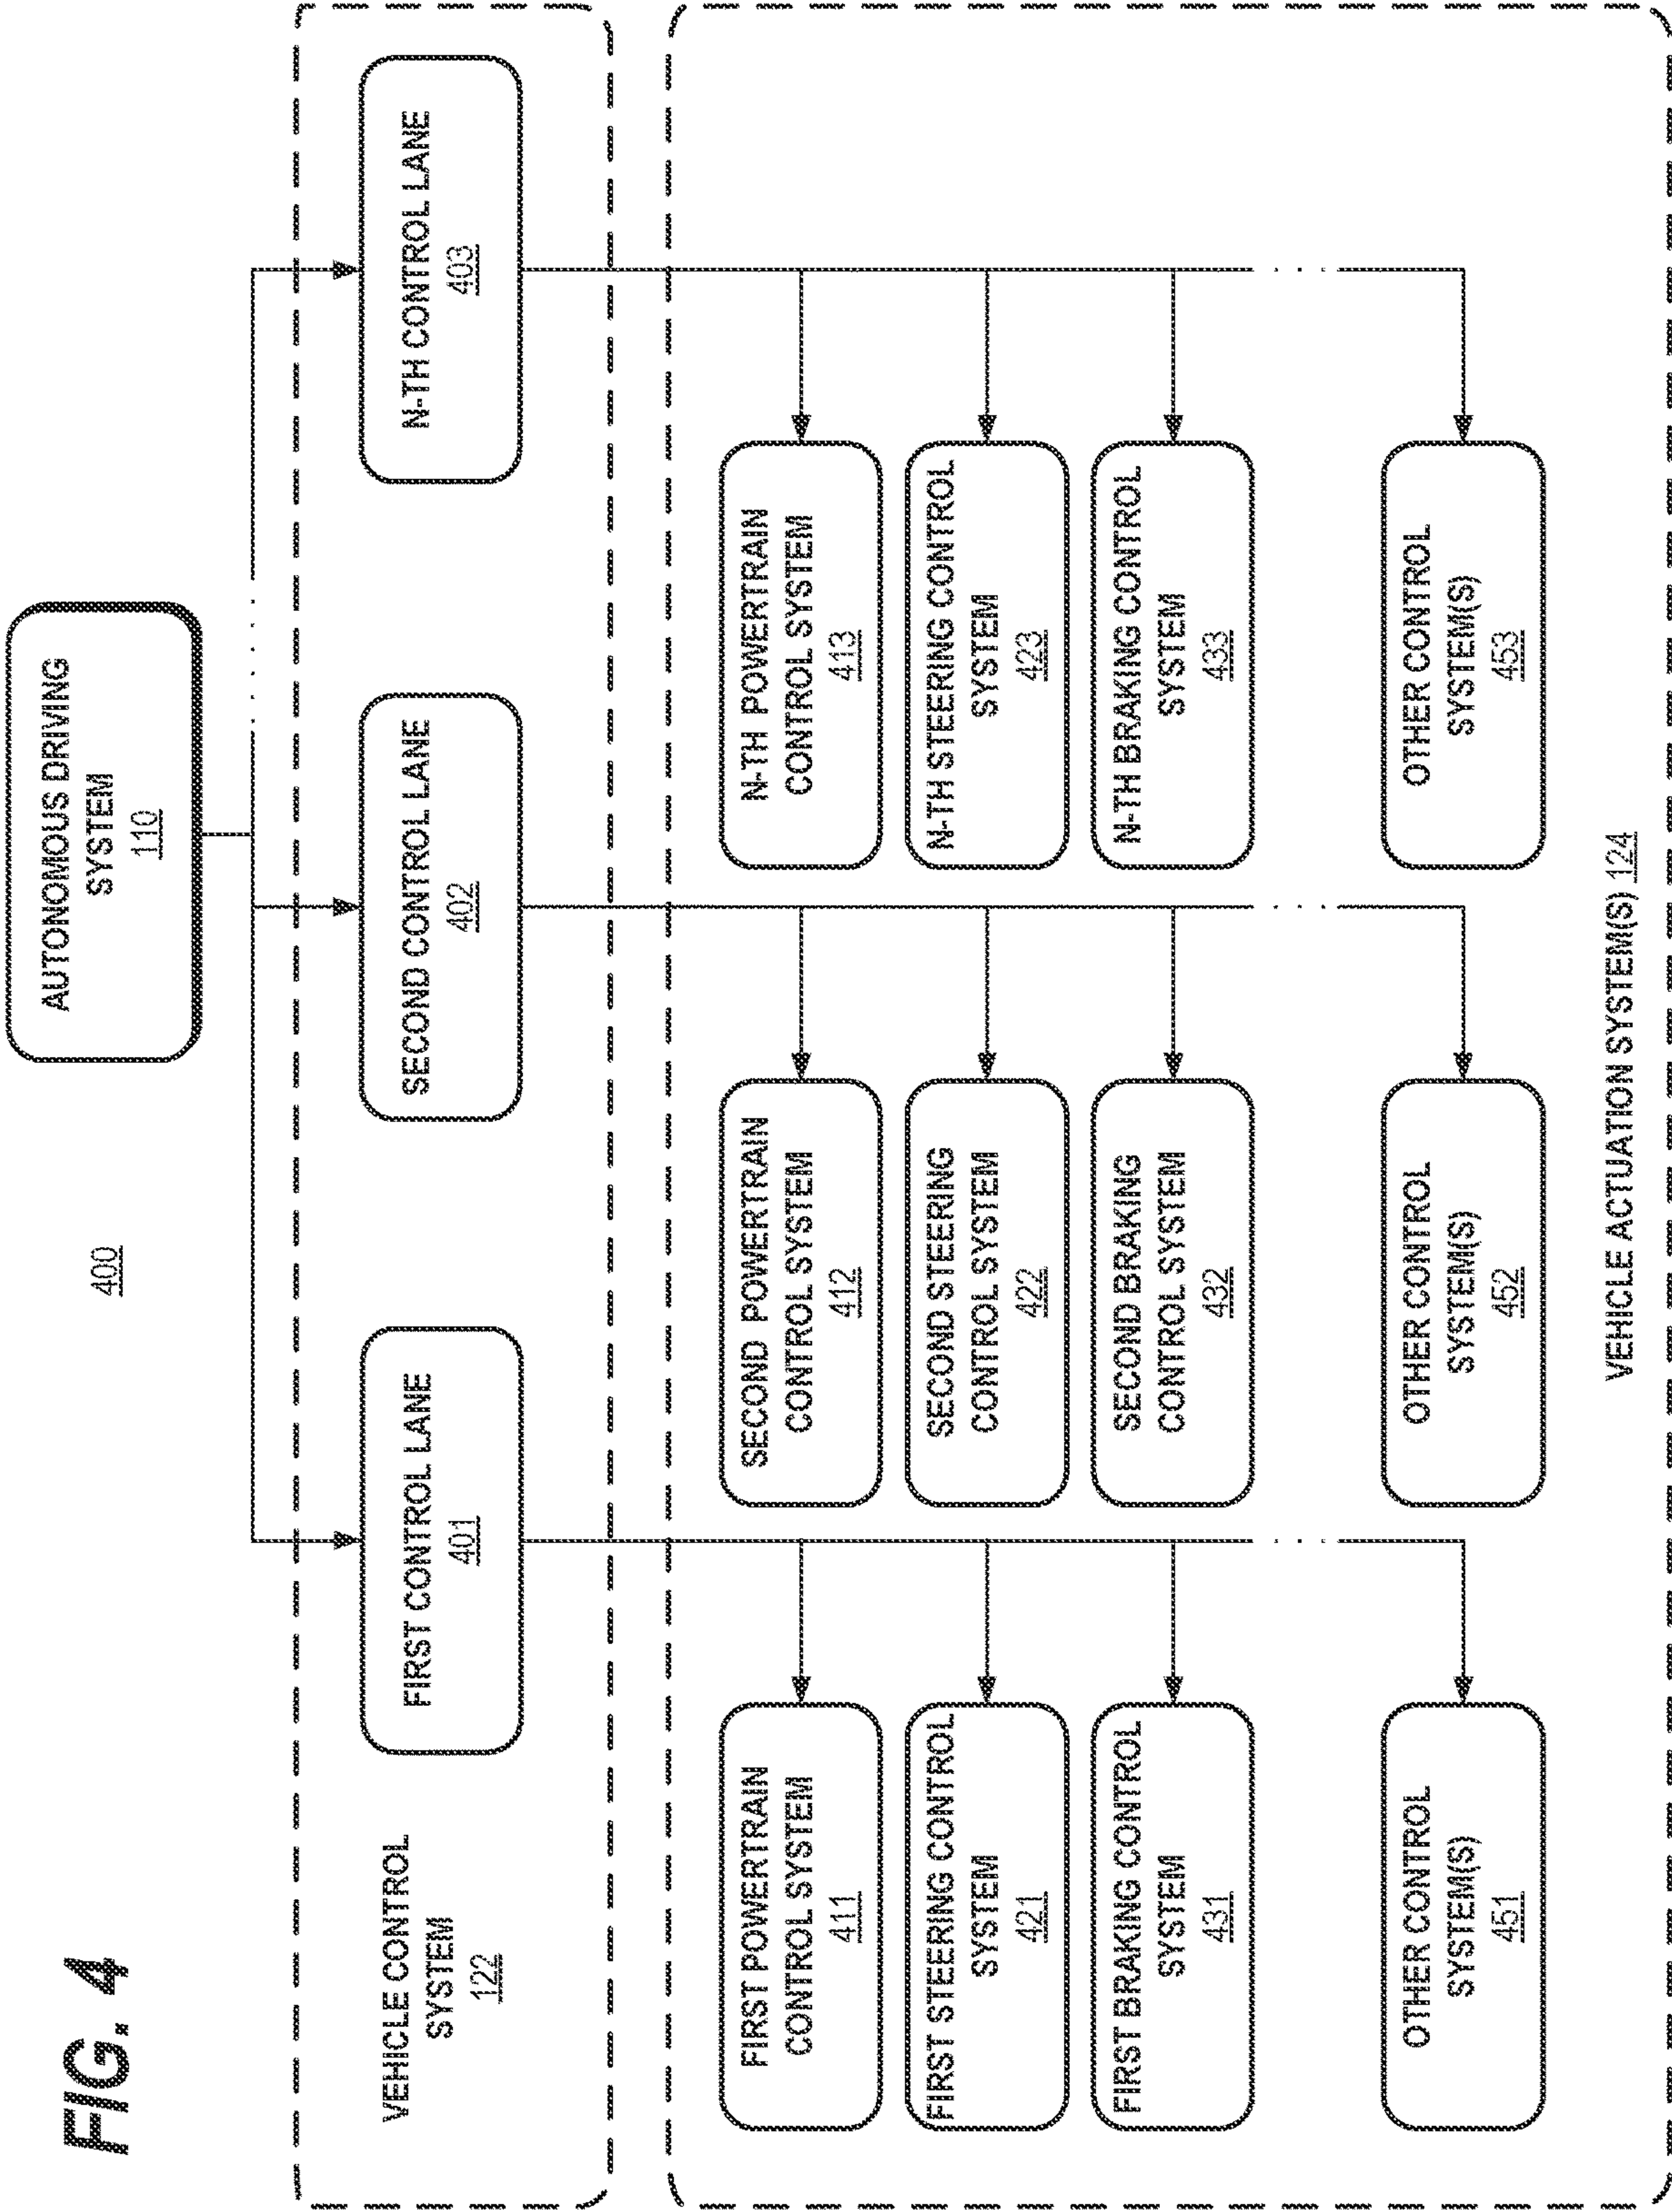 FIG. 4
400
AUTONOMOUS DRIVING
SYSTEM
110
VEHICLE CONTROL
SYSTEM
122
FIRST CONTROL LANE
401
SECOND CONTROL LANE
402
N-TH CONTROL LANE
403
FIRST POWERTRAIN
CONTROL SYSTEM
411
SECOND POWERTRAIN
CONTROL SYSTEM
412
N-TH POWERTRAIN
CONTROL SYSTEM
413
FIRST STEERING CONTROL
SYSTEM
421
SECOND STEERING
CONTROL SYSTEM
422
N-TH STEERING CONTROL
SYSTEM
423
FIRST BRAKING CONTROL
SYSTEM
431
SECOND BRAKING
CONTROL SYSTEM
432
N-TH BRAKING CONTROL
SYSTEM
433
OTHER CONTROL
SYSTEM(S)
451
OTHER CONTROL
SYSTEM(S)
452
OTHER CONTROL
SYSTEM(S)
453
VEHICLE ACTUATION SYSTEM(S) 124